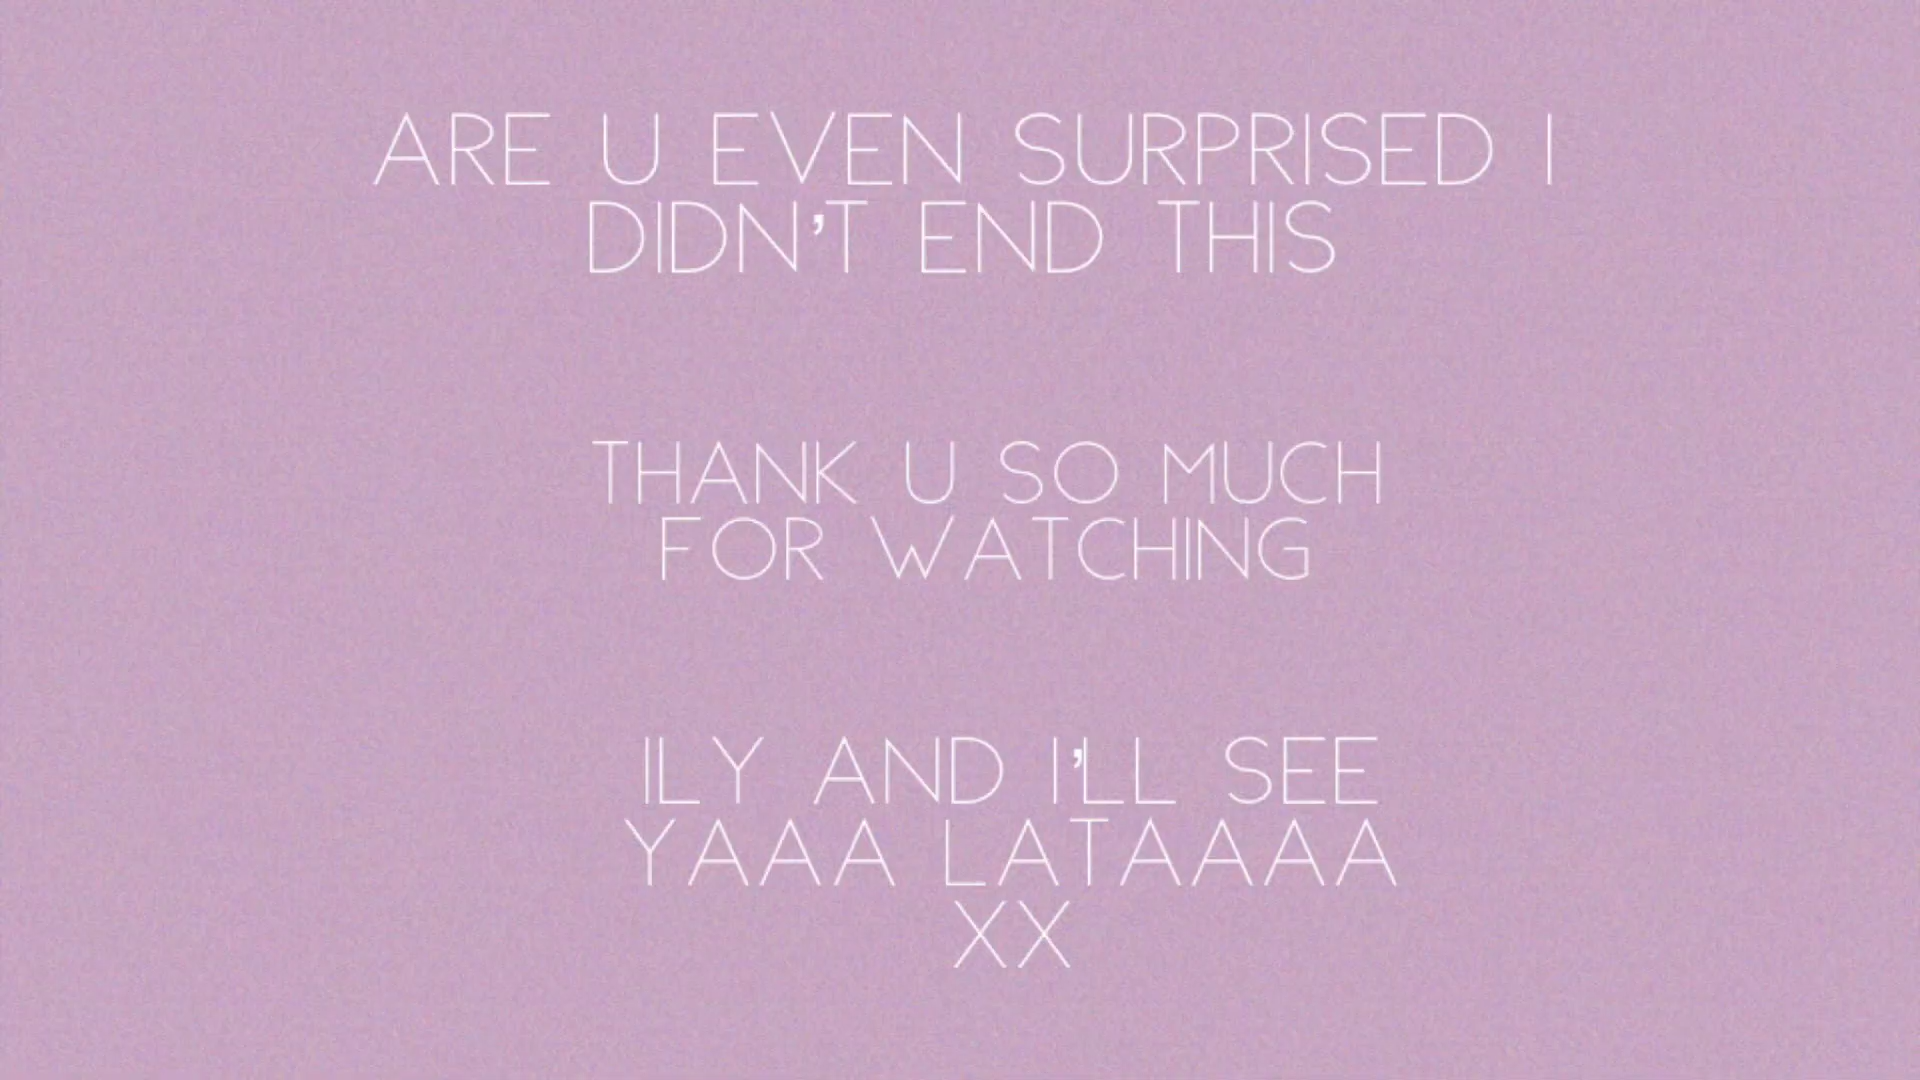 ARE U EVEN SURPRISED I
DIDN'T END THIS
THANK U SO MUCH
FOR WATCHING
ILY AND I'LL SEE
YAAA LATAAAA
XX